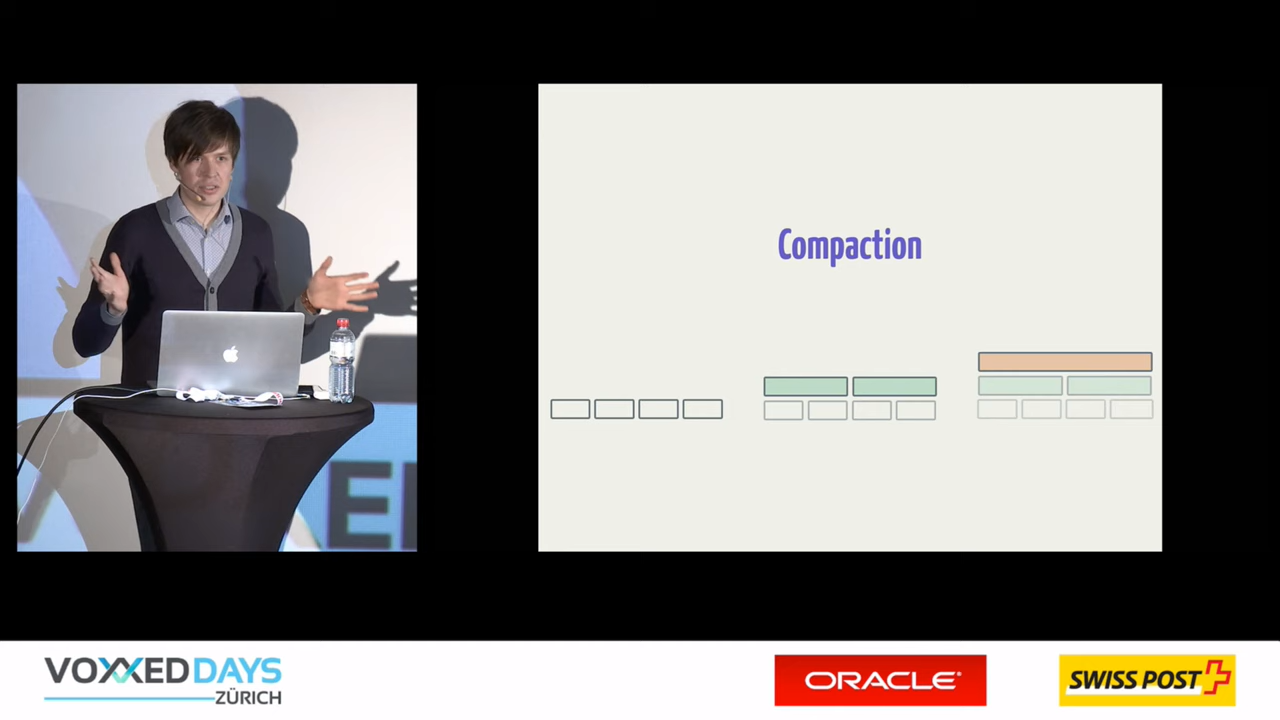 Compaction
VOXXED DAYS
ZÜRICH
ORACLE®
SWISS POST